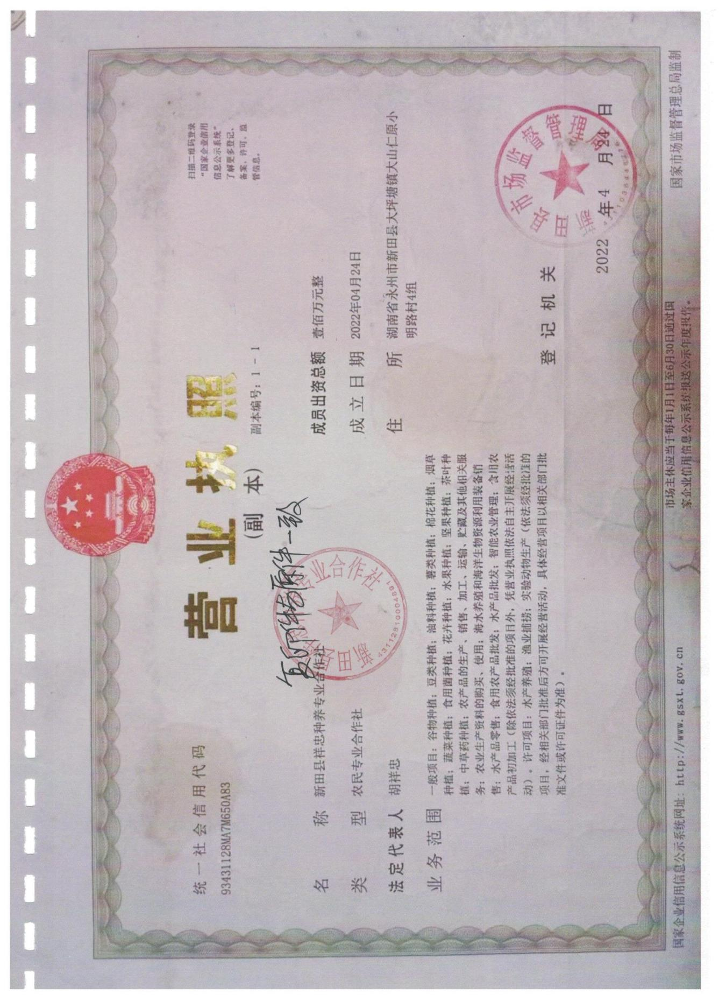 营业执照
（副 本）
副本编号：1-1
统一社会信用代码
93431128MA7M650A83
扫描二维码登录
“国家企业信用
信息公示系统”
了解更多登记、
备案、许可、监
管信息。
复印件与原件一致
名 称 新田县祥忠种养专业合作社
类 型 农民专业合作社
法定代表人 胡祥忠
业务范围 一般项目：谷物种植；豆类种植；油料种植；薯类种植；棉花种植；烟草
种植；蔬菜种植；食用菌种植；花卉种植；水果种植；坚果种植；茶叶种
植；中草药种植；农产品的生产、销售、加工、运输、贮藏及其他相关服
务；农业生产资料的购买、使用；海水养殖和海洋生物资源利用装备销
售；水产品零售；食用农产品批发；水产品批发；智能农业管理；食用农
产品初加工（除依法须经批准的项目外，凭营业执照依法自主开展经营活
动）。许可项目：水产养殖；渔业捕捞；实验动物生产（依法须经批准的
项目，经相关部门批准后方可开展经营活动，具体经营项目以相关部门批
准文件或许可证件为准）。
成员出资总额 壹佰万元整
成立日期 2022年04月24日
住 所 湖南省永州市新田县大坪塘镇大山仁原小
明路村4组
新田县祥忠种养专业合作社
43112810004891
登记机关
新田县市场监督管理局
2022 年 4 月 24 日
国家企业信用信息公示系统网址：http://www.gsxt.gov.cn
市场主体应当于每年1月1日至6月30日通过国
家企业信用信息公示系统报送公示年度报告。
国家市场监督管理总局监制